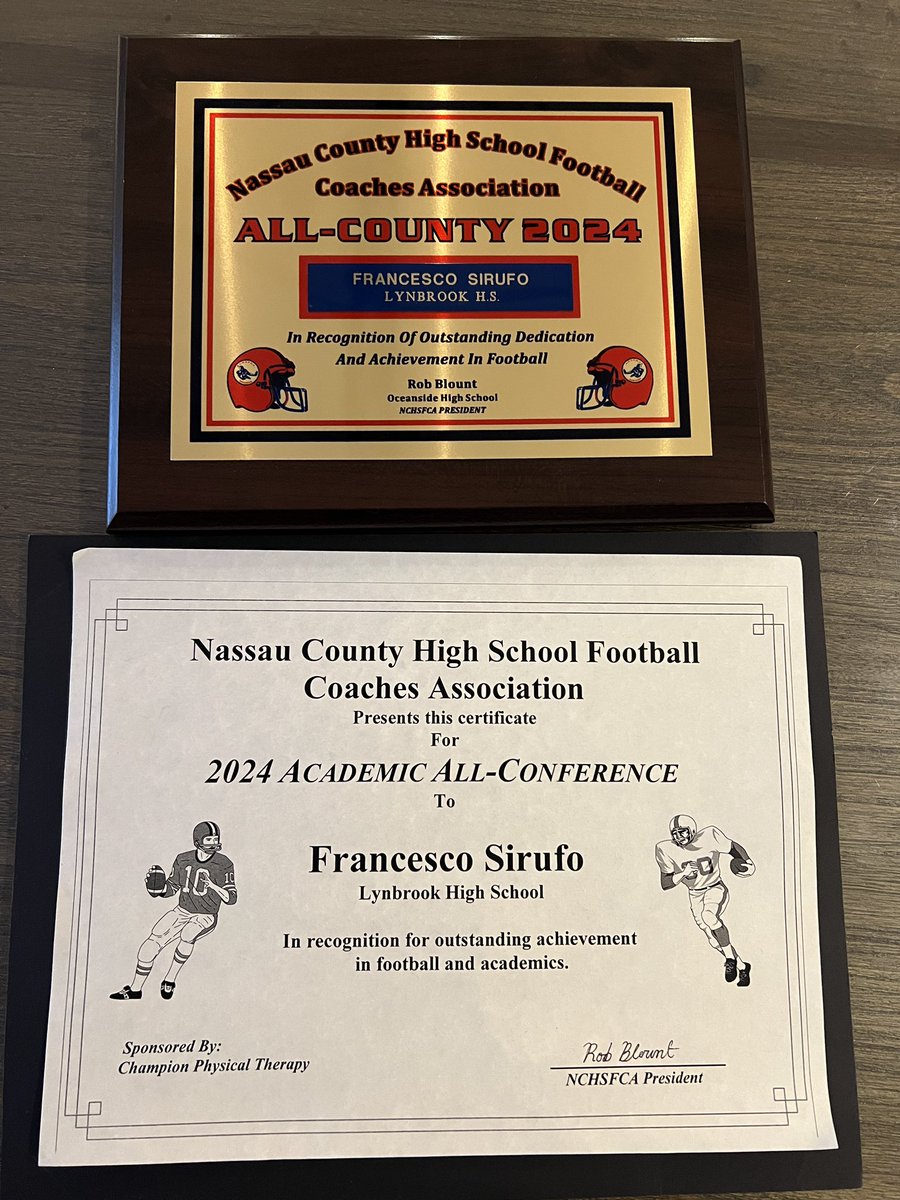 Nassau County High School Football
Coaches Association
ALL-COUNTY 2024
FRANCESCO SIRUFO
LYNBROOK H.S.
In Recognition Of Outstanding Dedication
And Achievement In Football
Rob Blount
Oceanside High School
NCHSFCA PRESIDENT
Nassau County High School Football
Coaches Association
Presents this certificate
For
2024 ACADEMIC ALL-CONFERENCE
To
Francesco Sirufo
Lynbrook High School
In recognition for outstanding achievement
in football and academics.
10
10
Sponsored By:
Champion Physical Therapy
Rob Blount
NCHSFCA President